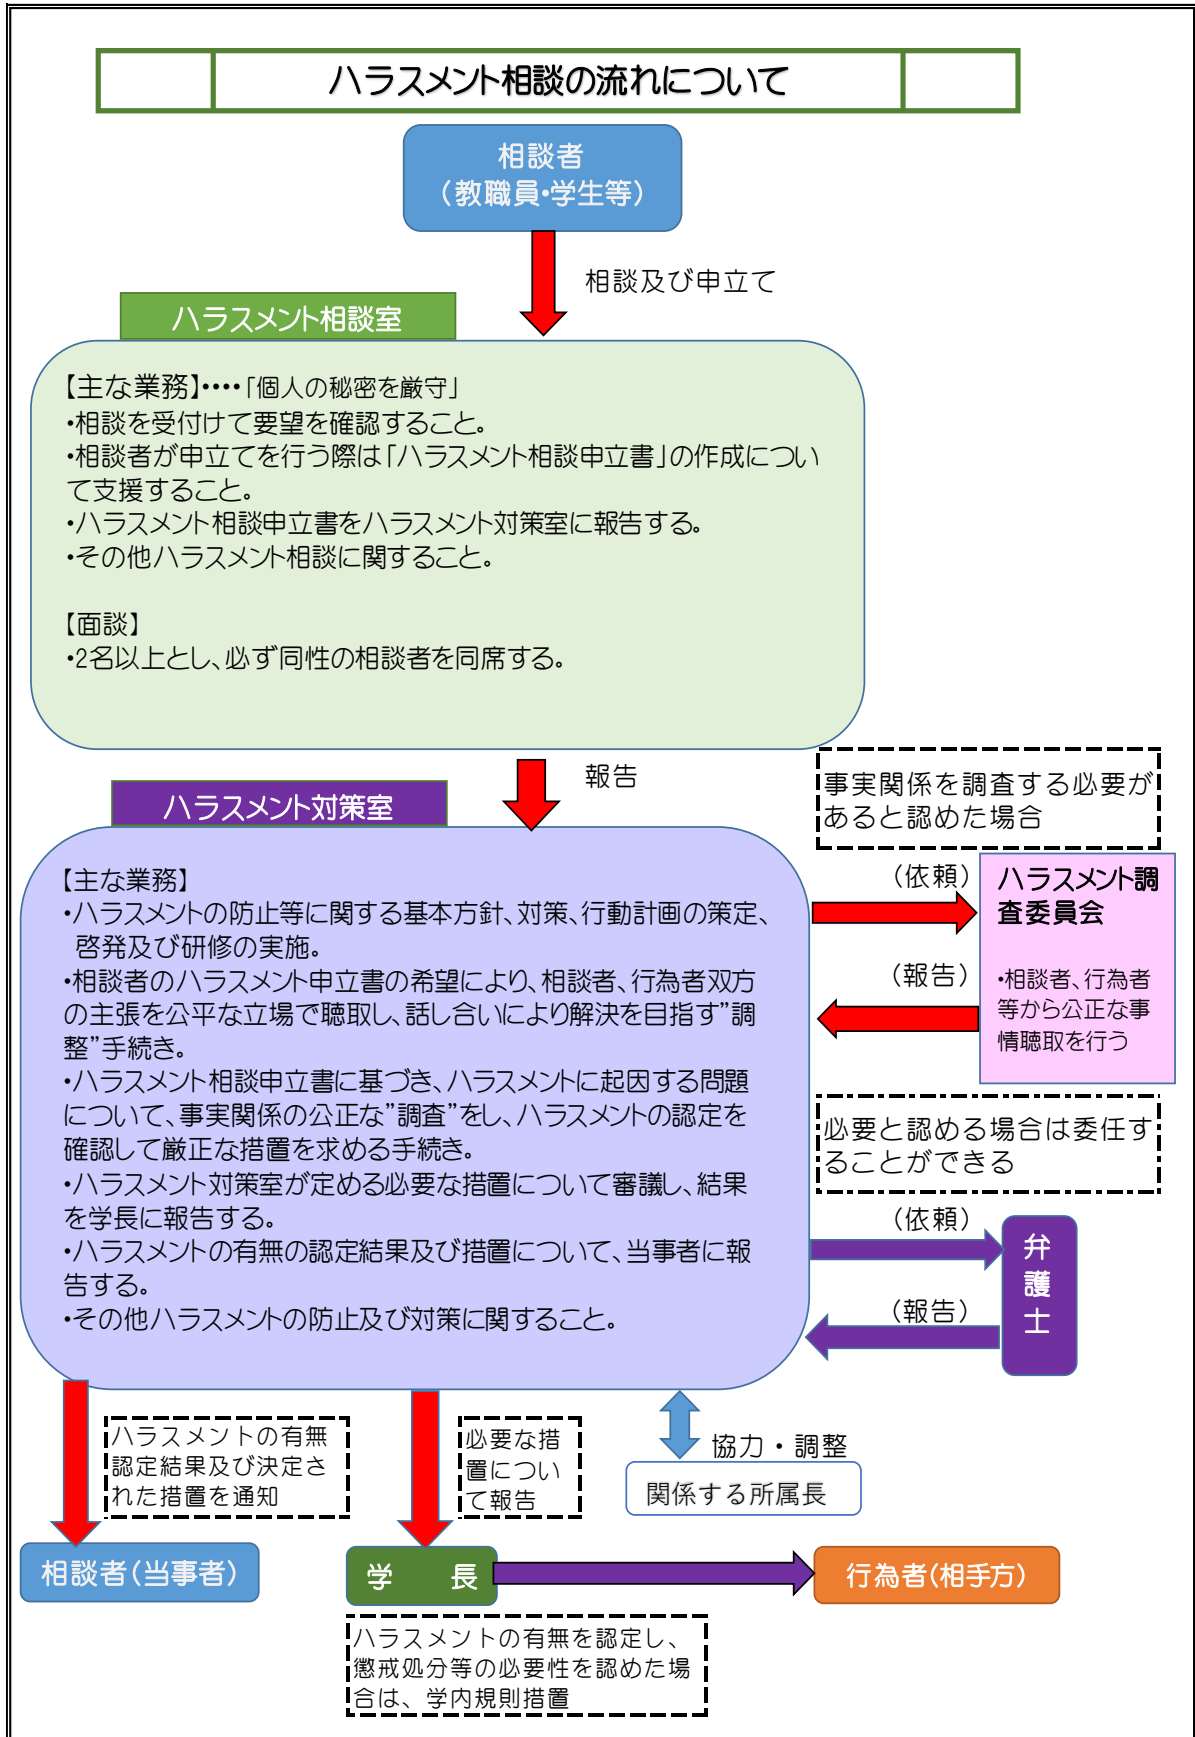 ハラスメント相談の流れについて
相談者
（教職員・学生等）
相談及び申立て
ハラスメント相談室
【主な業務】・・・・「個人の秘密を厳守」
・相談を受付けて要望を確認すること。
・相談者が申立てを行う際は「ハラスメント相談申立書」の作成につい
て支援すること。
・ハラスメント相談申立書をハラスメント対策室に報告する。
・その他ハラスメント相談に関すること。
【面談】
・2名以上とし、必ず同性の相談者を同席する。
報告
ハラスメント対策室
【主な業務】
・ハラスメントの防止等に関する基本方針、対策、行動計画の策定、
啓発及び研修の実施。
・相談者のハラスメント申立書の希望により、相談者、行為者双方
の主張を公平な立場で聴取し、話し合いにより解決を目指す”調
整”手続き。
・ハラスメント相談申立書に基づき、ハラスメントに起因する問題
について、事実関係の公正な”調査”をし、ハラスメントの認定を
確認して厳正な措置を求める手続き。
・ハラスメント対策室が定める必要な措置について審議し、結果
を学長に報告する。
・ハラスメントの有無の認定結果及び措置について、当事者に報
告する。
・その他ハラスメントの防止及び対策に関すること。
事実関係を調査する必要が
あると認めた場合
（依頼）
ハラスメント調
査委員会
（報告）
・相談者、行為者
等から公正な事
情聴取を行う
必要と認める場合は委任す
ることができる
（依頼）
弁
護
士
（報告）
ハラスメントの有無
認定結果及び決定さ
れた措置を通知
必要な措
置につい
て報告
協力・調整
関係する所属長
相談者（当事者）
学　長
行為者（相手方）
ハラスメントの有無を認定し、
懲戒処分等の必要性を認めた場
合は、学内規則措置